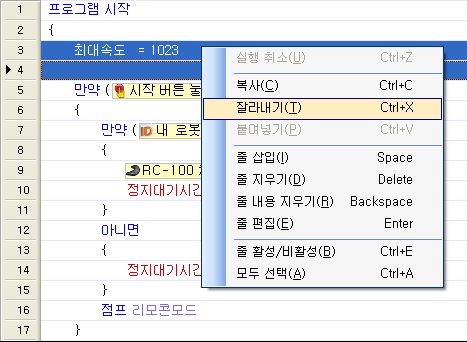 1 프로그램 시작
2 {
3 최대속도 = 1023
4
5 만약 ( 시작 버튼 눌
6 {
7 만약 ( ID 내 로봇
8 {
9 RC-100
10 정지대기시간
11 }
12 아니면
13 {
14 정지대기시간
15 }
16 점프 리모콘모드
17 }
실행 취소(U) Ctrl+Z
복사(C) Ctrl+C
잘라내기(T) Ctrl+X
붙여넣기(P) Ctrl+V
줄 삽입(I) Space
줄 지우기(D) Delete
줄 내용 지우기(R) Backspace
줄 편집(E) Enter
줄 활성/비활성(B) Ctrl+E
모두 선택(A) Ctrl+A